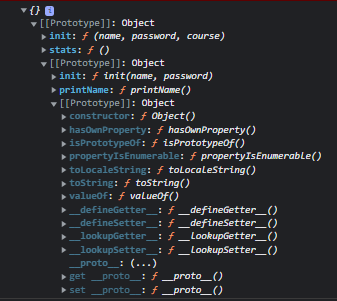 ▼ {} i
▼ [[Prototype]]: Object
▶ init: ƒ (name, password, course)
▶ stats: ƒ ()
▼ [[Prototype]]: Object
▶ init: ƒ init(name, password)
▶ printName: ƒ printName()
▼ [[Prototype]]: Object
▶ constructor: ƒ Object()
▶ hasOwnProperty: ƒ hasOwnProperty()
▶ isPrototypeOf: ƒ isPrototypeOf()
▶ propertyIsEnumerable: ƒ propertyIsEnumerable()
▶ toLocaleString: ƒ toLocaleString()
▶ toString: ƒ toString()
▶ valueOf: ƒ valueOf()
▶ __defineGetter__: ƒ __defineGetter__()
▶ __defineSetter__: ƒ __defineSetter__()
▶ __lookupGetter__: ƒ __lookupGetter__()
▶ __lookupSetter__: ƒ __lookupSetter__()
__proto__: (...)
▶ get __proto__: ƒ __proto__()
▶ set __proto__: ƒ __proto__()